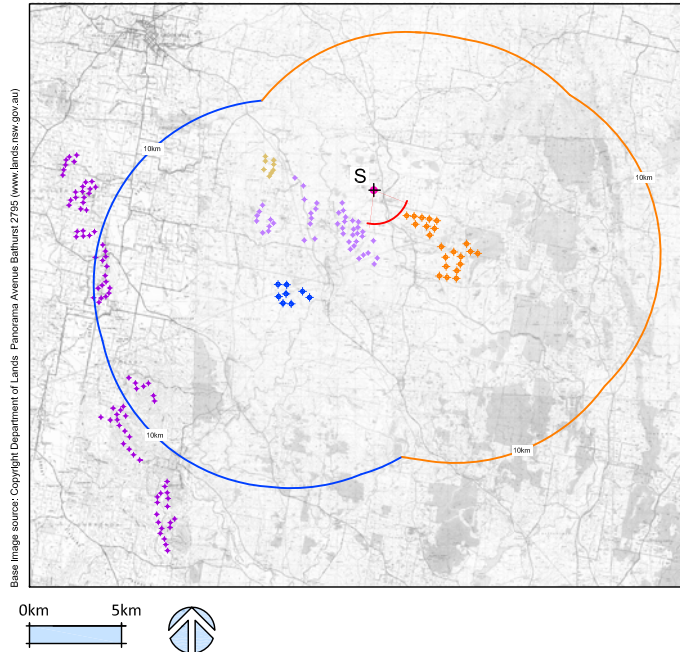 Base Image source: Copyright Department of Lands Panorama Avenue Bathurst 2795 (www.lands.nsw.gov.au)
10km
S
10km
10km
10km
0km
5km